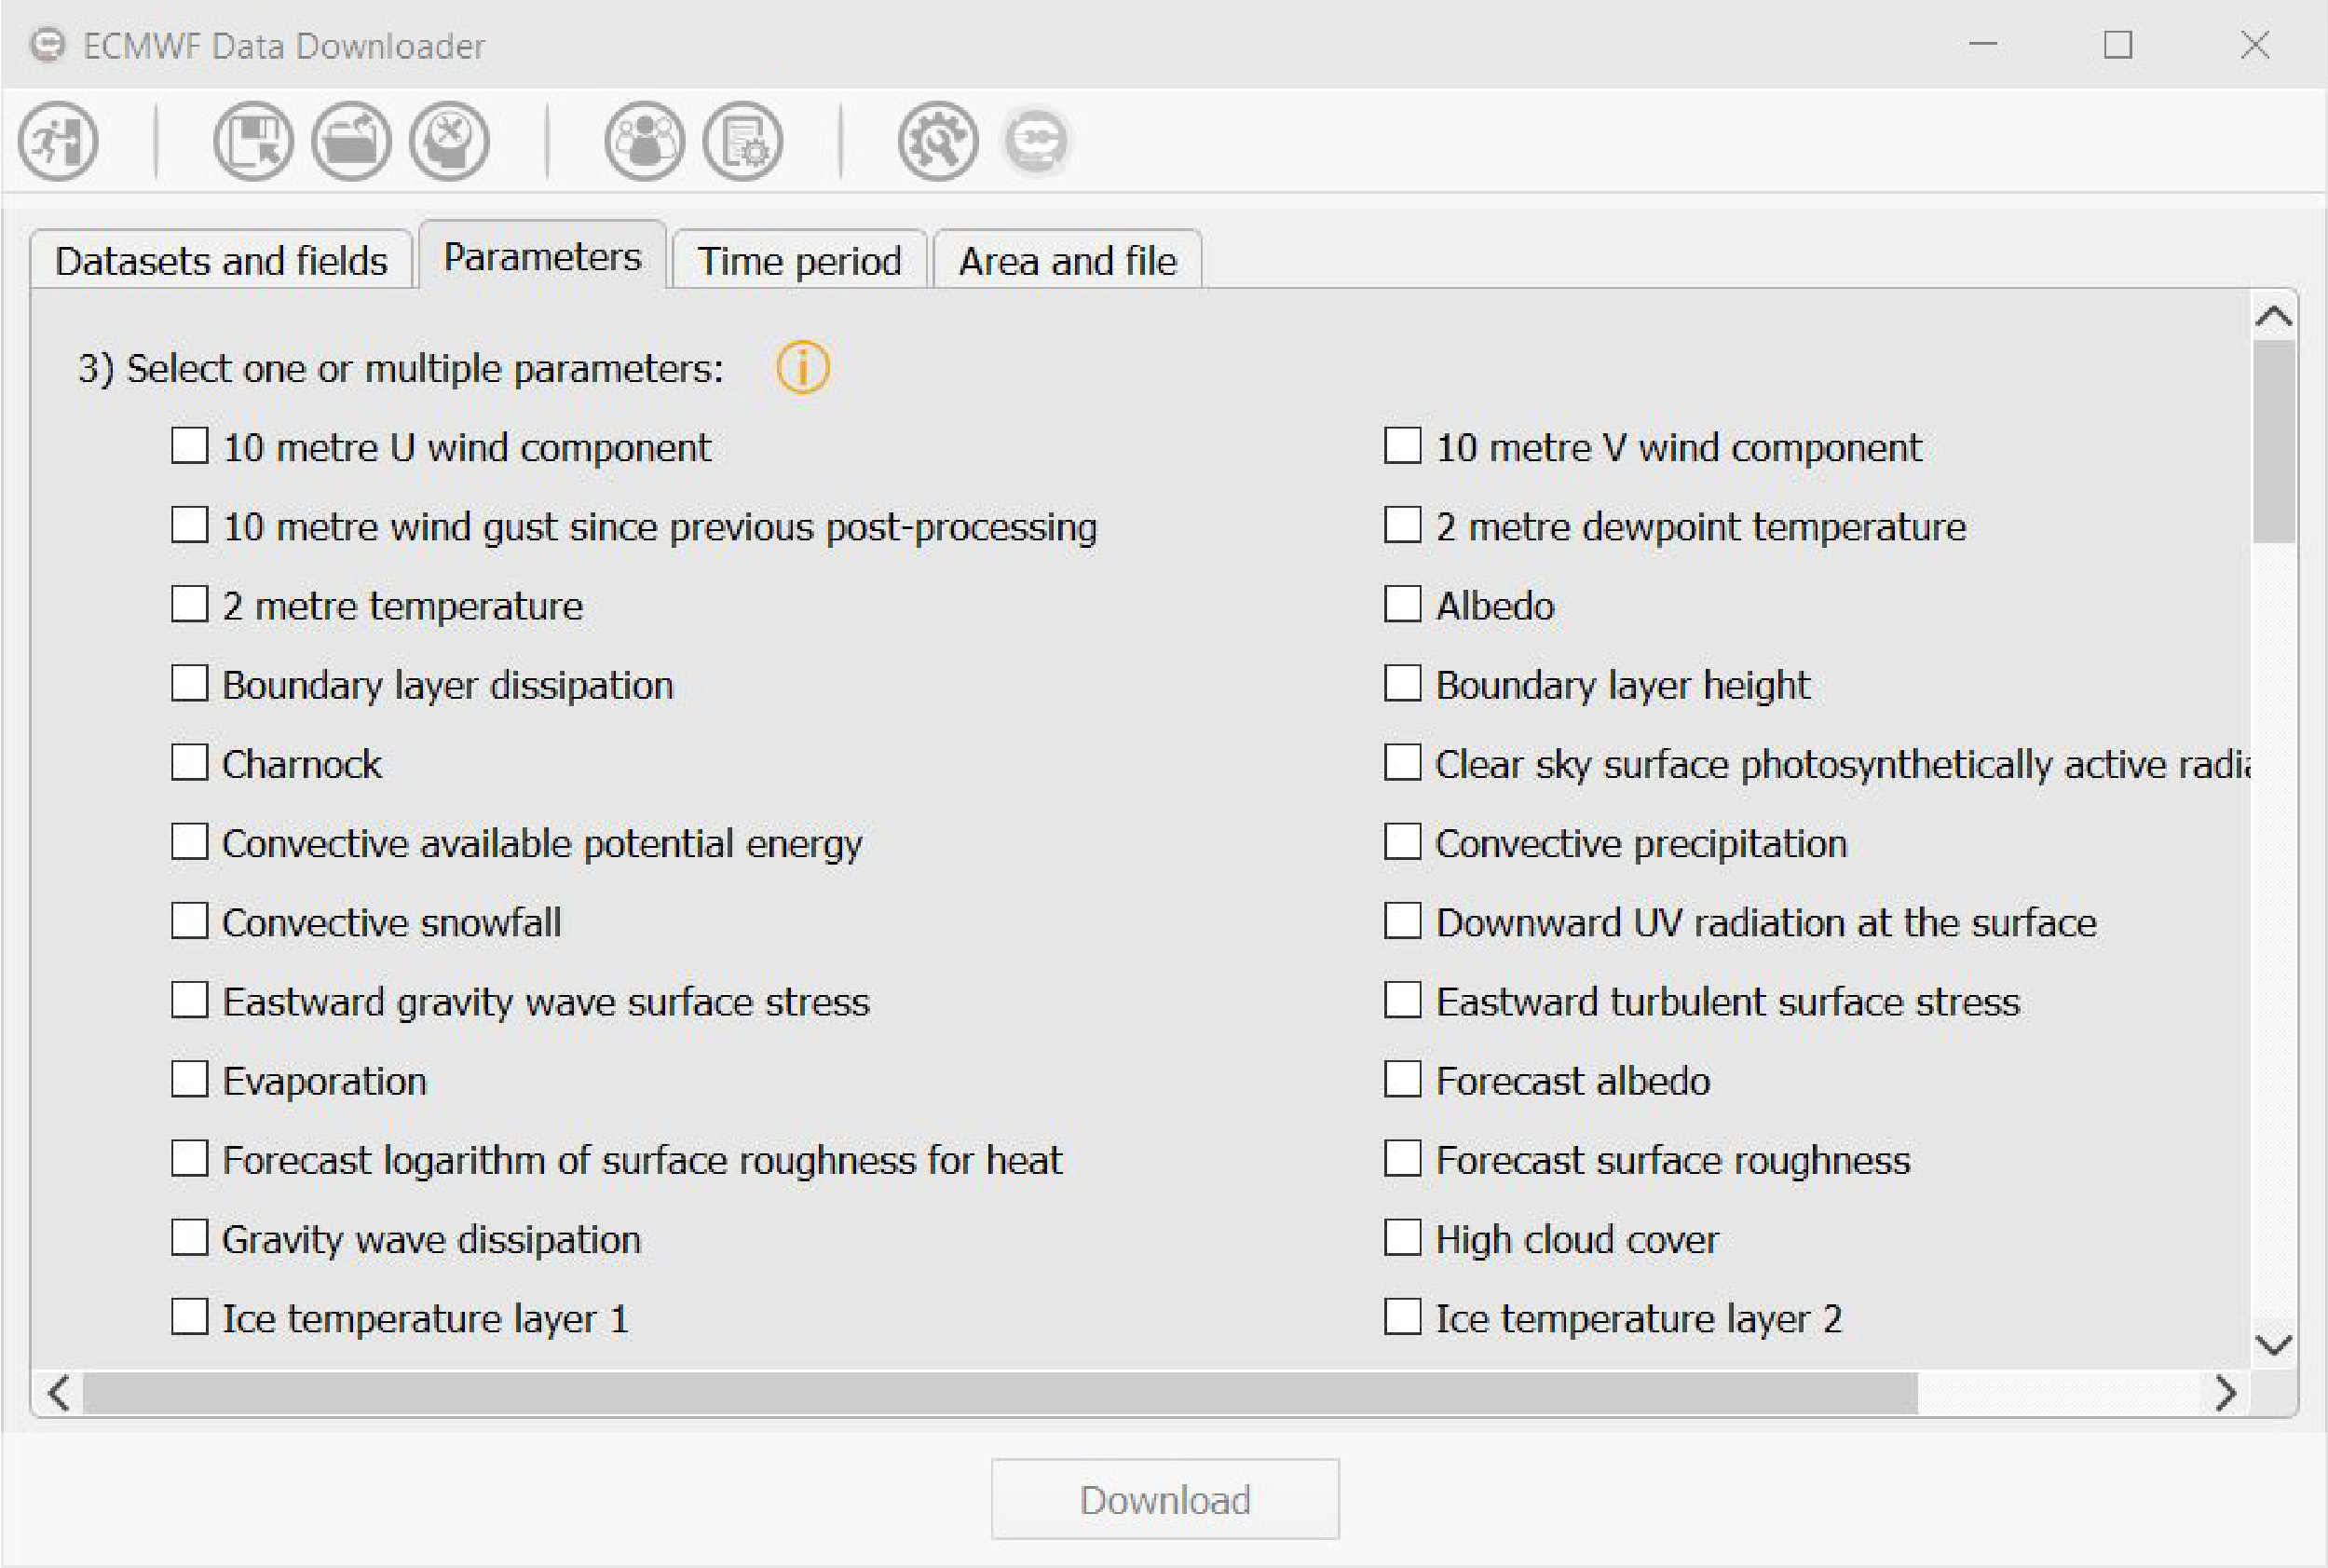 ECMWF Data Downloader
Datasets and fields Parameters Time period Area and file
3) Select one or multiple parameters:
10 metre U wind component 10 metre V wind component
10 metre wind gust since previous post-processing 2 metre dewpoint temperature
2 metre temperature Albedo
Boundary layer dissipation Boundary layer height
Charnock Clear sky surface photosynthetically active radia
Convective available potential energy Convective precipitation
Convective snowfall Downward UV radiation at the surface
Eastward gravity wave surface stress Eastward turbulent surface stress
Evaporation Forecast albedo
Forecast logarithm of surface roughness for heat Forecast surface roughness
Gravity wave dissipation High cloud cover
Ice temperature layer 1 Ice temperature layer 2
Download